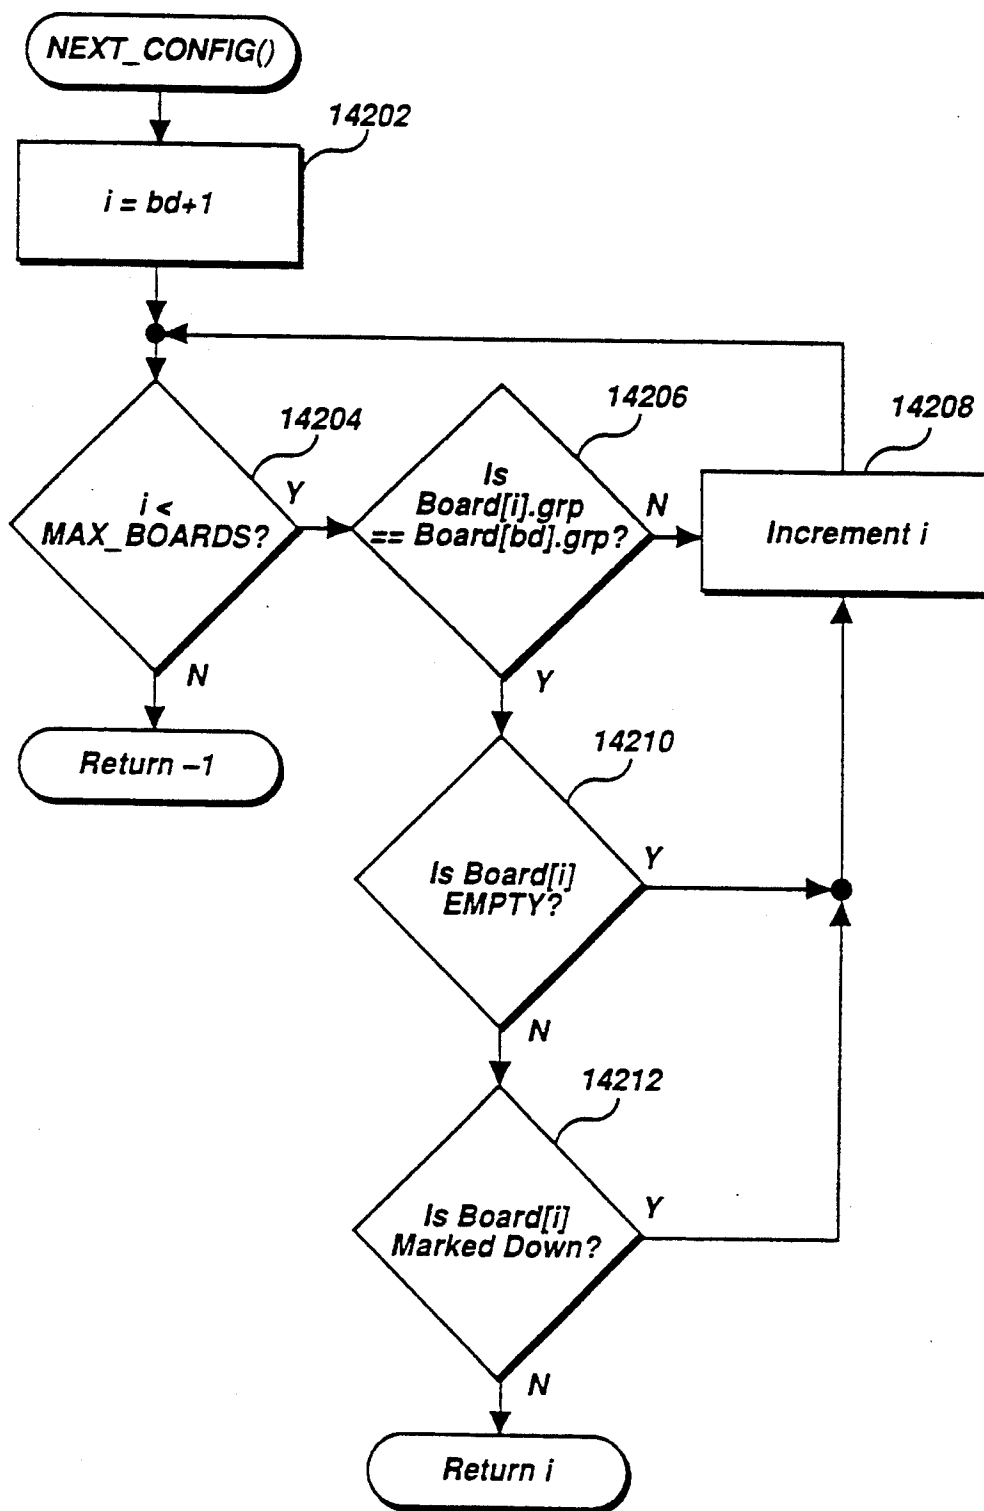 NEXT_CONFIG()
14202
i = bd+1
14204
i <
MAX_BOARDS?
Y
N
Return –1
14206
Is
Board[i].grp
== Board[bd].grp?
N
Y
14208
Increment i
14210
Is Board[i]
EMPTY?
Y
N
14212
Is Board[i]
Marked Down?
Y
N
Return i